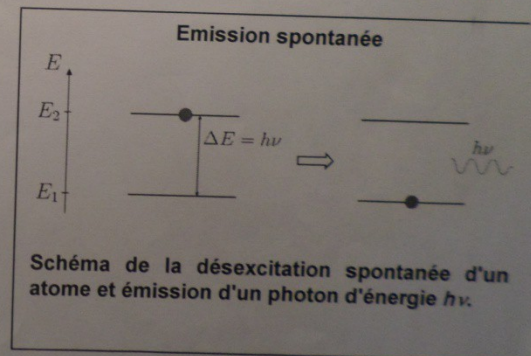 Emission spontanée
E
E₂
ΔE = hν
hν
E₁
Schéma de la désexcitation spontanée d'un
atome et émission d'un photon d'énergie hν.